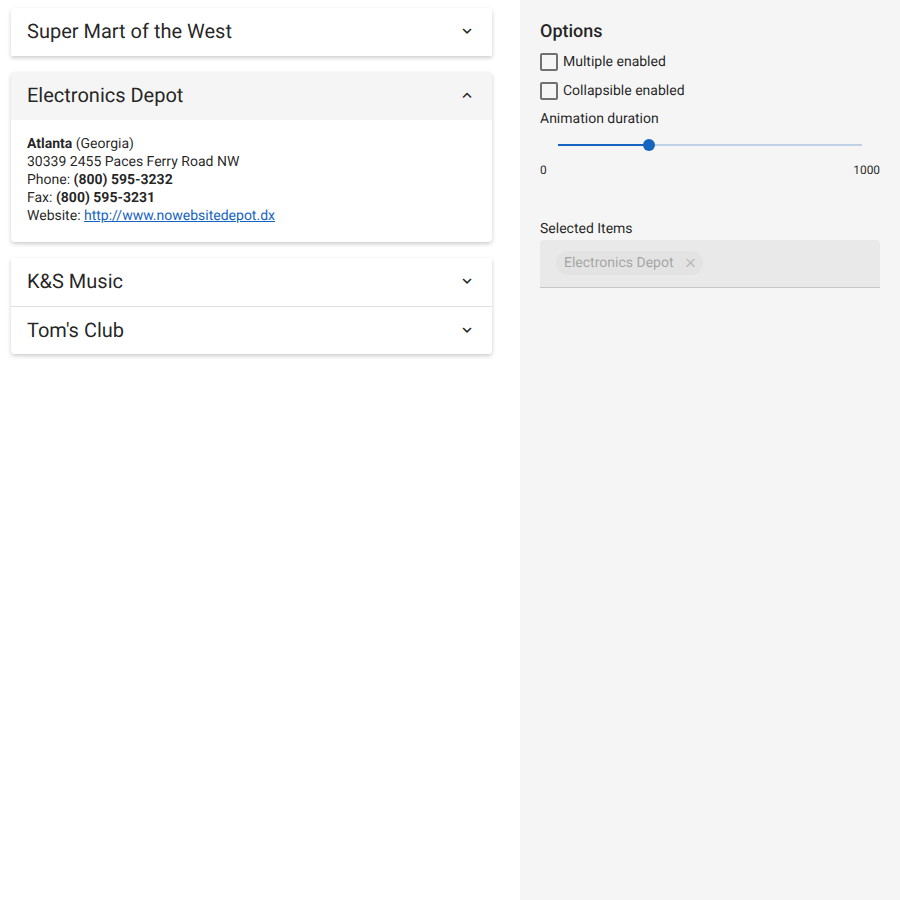 Super Mart of the West
Electronics Depot
Atlanta (Georgia)
30339 2455 Paces Ferry Road NW
Phone: (800) 595-3232
Fax: (800) 595-3231
Website: http://www.nowebsitedepot.dx
K&S Music
Tom's Club
Options
Multiple enabled
Collapsible enabled
Animation duration
0 1000
Selected Items
Electronics Depot